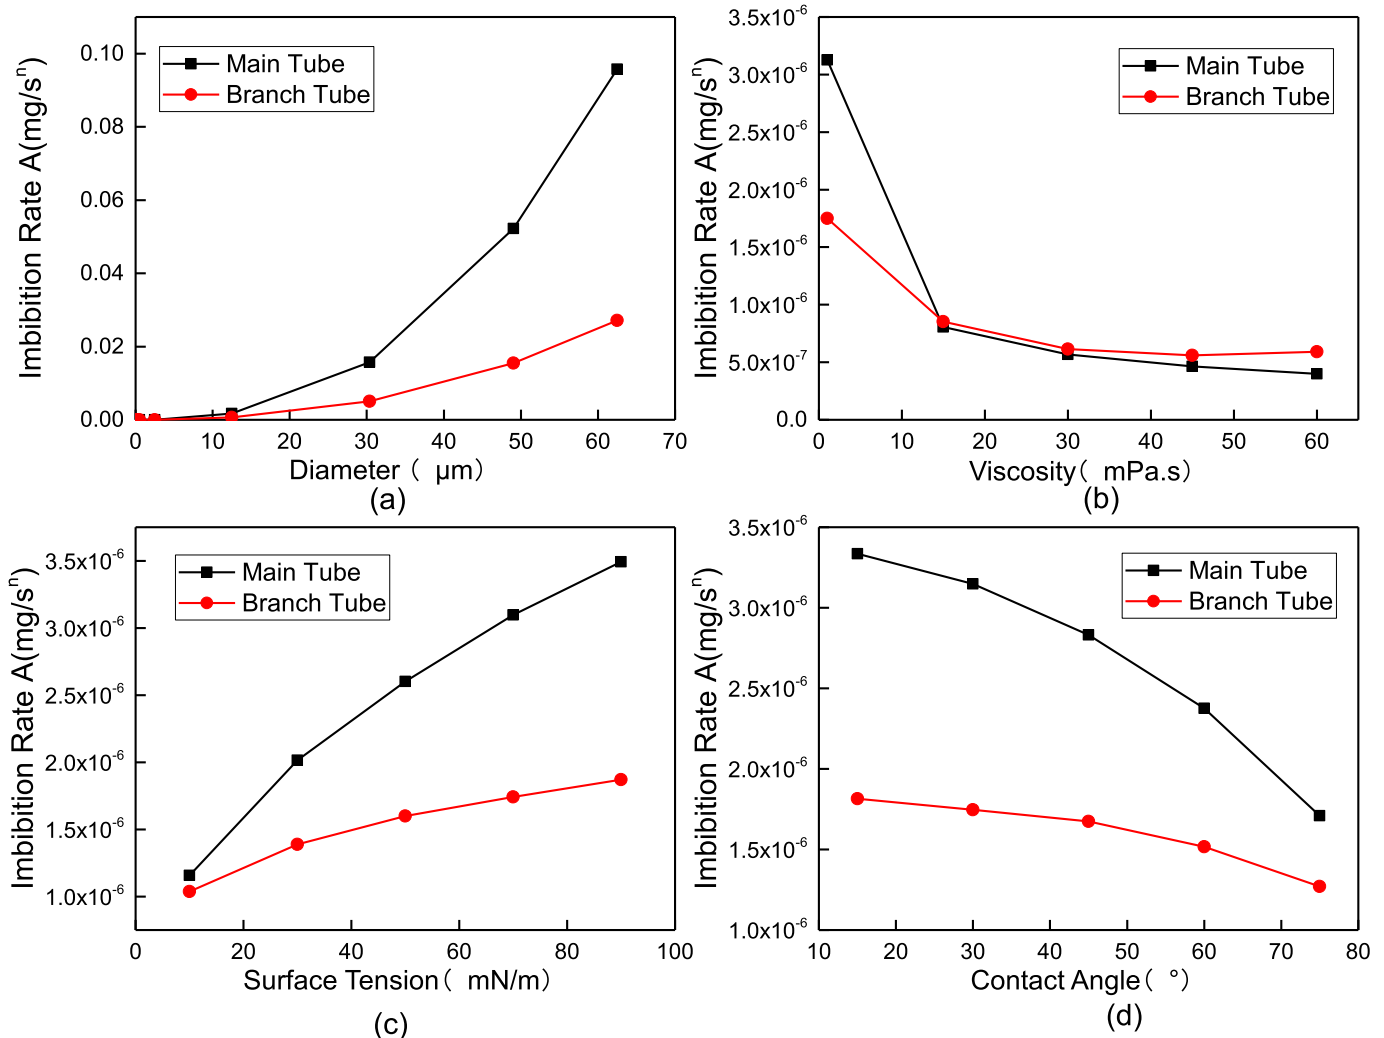 Imbibition Rate A(mg/sⁿ)
0.10
0.08
0.06
0.04
0.02
0.00
Main Tube
Branch Tube
0 10 20 30 40 50 60 70
Diameter（ μm）
(a)
Imbibition Rate A(mg/sⁿ)
3.5x10⁻⁶
3.0x10⁻⁶
2.5x10⁻⁶
2.0x10⁻⁶
1.5x10⁻⁶
1.0x10⁻⁶
5.0x10⁻⁷
0.0
Main Tube
Branch Tube
0 10 20 30 40 50 60
Viscosity（ mPa.s）
(b)
Imbibition Rate A(mg/sⁿ)
3.5x10⁻⁶
3.0x10⁻⁶
2.5x10⁻⁶
2.0x10⁻⁶
1.5x10⁻⁶
1.0x10⁻⁶
Main Tube
Branch Tube
0 20 40 60 80 100
Surface Tension（ mN/m）
(c)
Imbibition Rate A(mg/sⁿ)
3.5x10⁻⁶
3.0x10⁻⁶
2.5x10⁻⁶
2.0x10⁻⁶
1.5x10⁻⁶
1.0x10⁻⁶
Main Tube
Branch Tube
10 20 30 40 50 60 70 80
Contact Angle（ °）
(d)